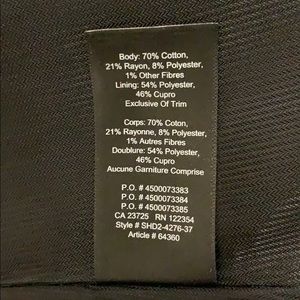 Body: 70% Cotton,
21% Rayon, 8% Polyester,
1% Other Fibres
Lining: 54% Polyester,
46% Cupro
Exclusive Of Trim
Corps: 70% Coton,
21% Rayonne, 8% Polyester,
1% Autres Fibres
Doublure: 54% Polyester,
46% Cupro
Aucune Garniture Comprise
P.O. # 4500073383
P.O. # 4500073384
P.O. # 4500073385
CA 23725 RN 122354
Style # SHD2-4276-37
Article # 64360